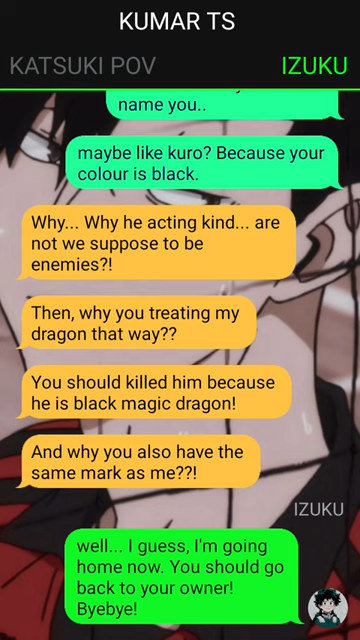 KUMAR TS
KATSUKI POV
IZUKU
name you..
maybe like kuro? Because your
colour is black.
Why... Why he acting kind... are
not we suppose to be
enemies?!
Then, why you treating my
dragon that way??
You should killed him because
he is black magic dragon!
And why you also have the
same mark as me??!
IZUKU
well... I guess, I'm going
home now. You should go
back to your owner!
Byebye!